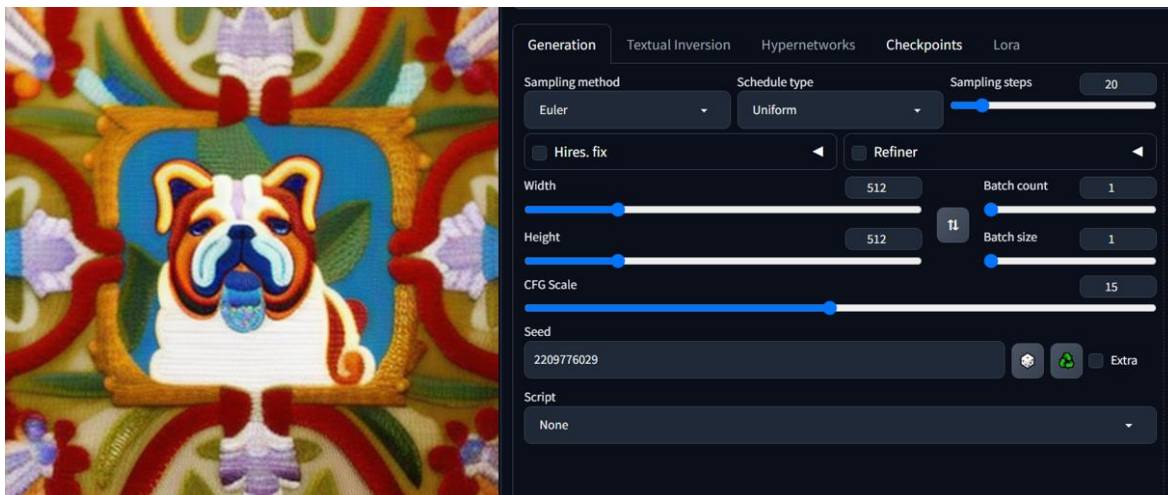 Generation Textual Inversion Hypernetworks Checkpoints Lora
Sampling method Schedule type Sampling steps 20
Euler Uniform
Hires. fix Refiner
Width 512 Batch count 1
Height 512 Batch size 1
CFG Scale 15
Seed
2209776029 Extra
Script
None